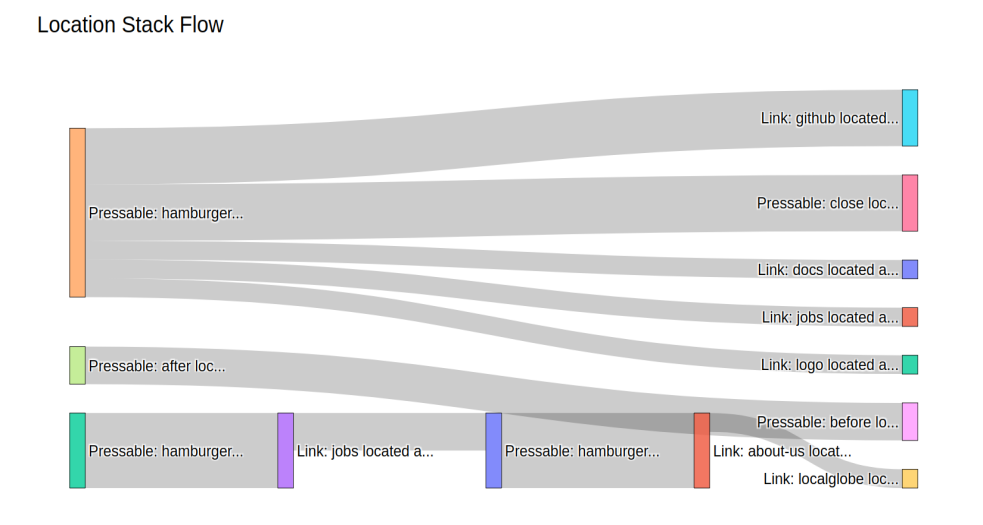 Location Stack Flow
Link: github located...
Pressable: close loc...
Pressable: hamburger...
Link: docs located a...
Link: jobs located a...
Link: logo located a...
Pressable: after loc...
Pressable: before lo...
Pressable: hamburger...
Link: jobs located a...
Pressable: hamburger...
Link: about-us locat...
Link: localglobe loc...